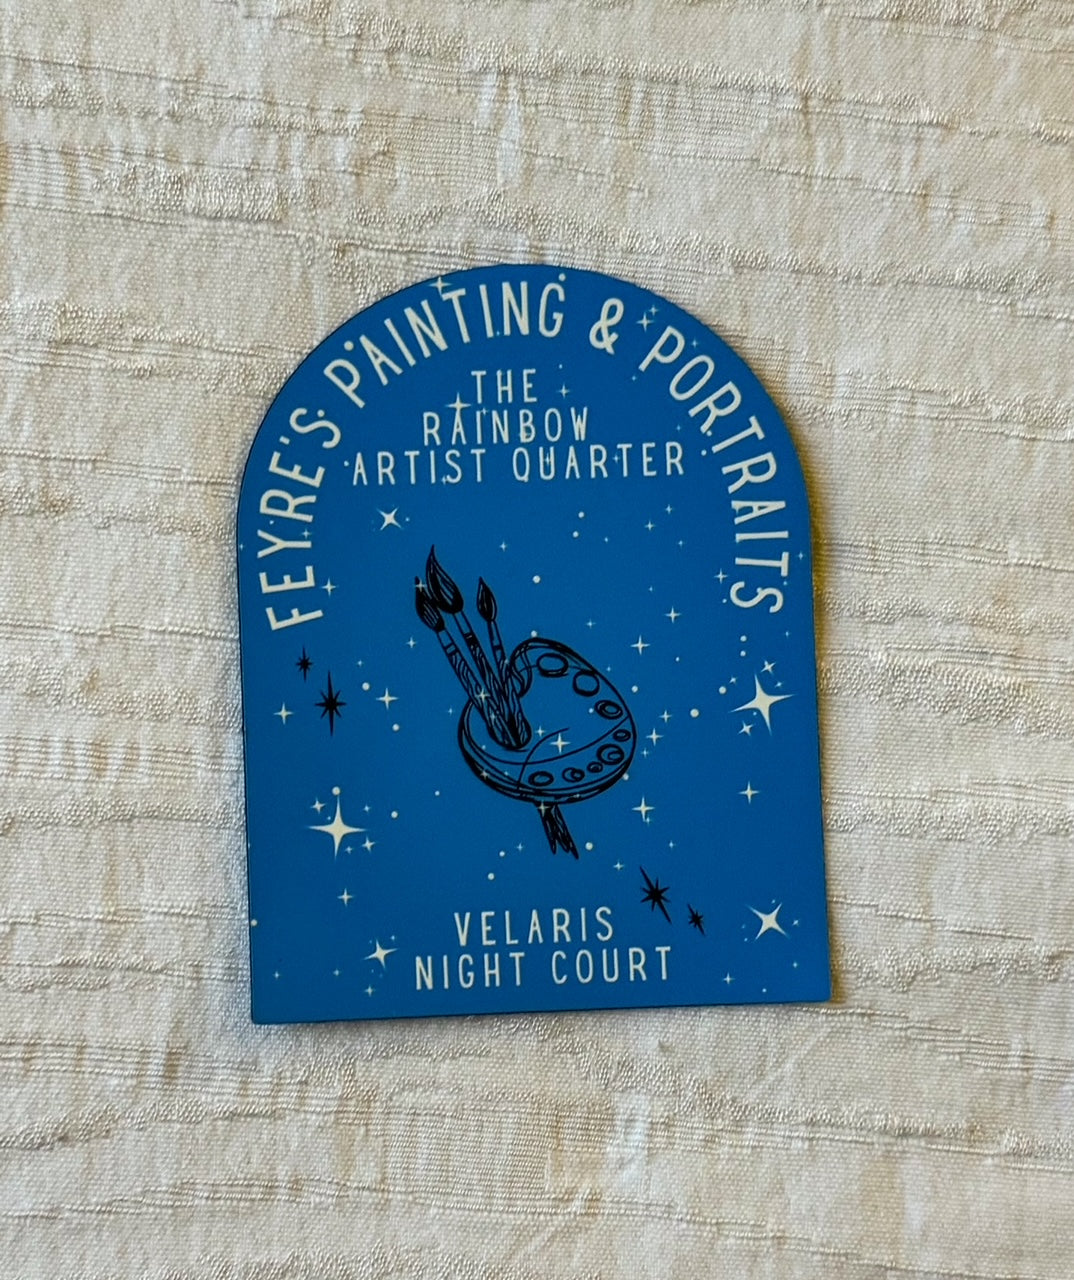 FEYRE'S PAINTING & PORTRAITS
THE
RAINBOW
ARTIST QUARTER
VELARIS
NIGHT COURT